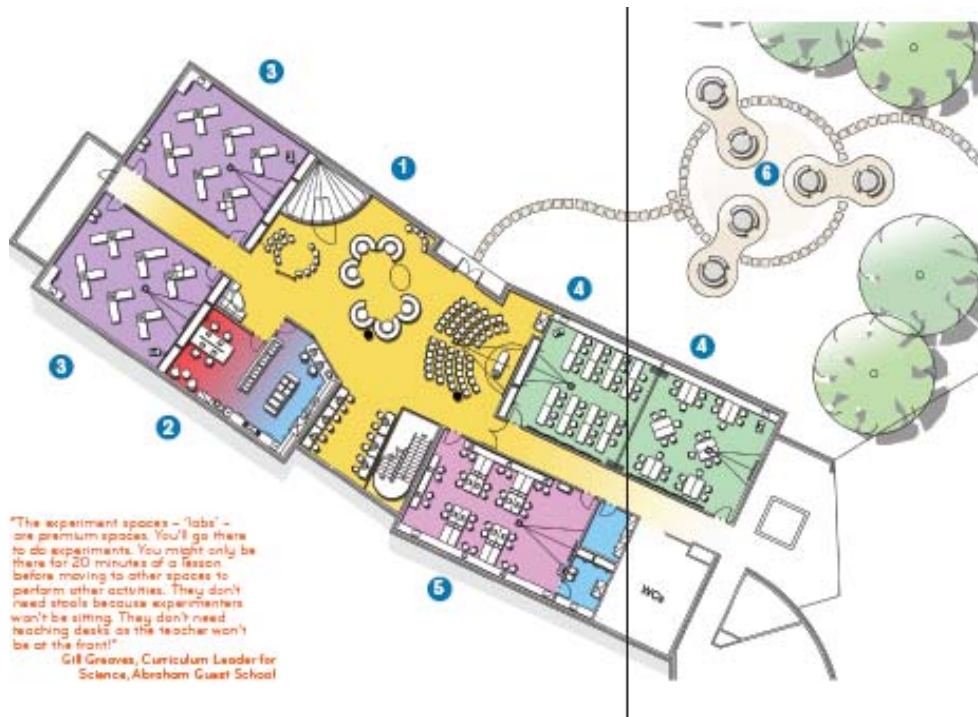 3
1
6
4
4
3
2
5
WCs
"The experiment spaces – 'labs' –
are premium spaces. You'll go there
to do experiments. You might only be
there for 20 minutes of a lesson
before moving to other spaces to
perform other activities. They don't
need stools because experimenters
won't be sitting. They don't need
teaching desks as the teacher won't
be at the front!"
Gill Greaves, Curriculum Leader for
Science, Abraham Guest School